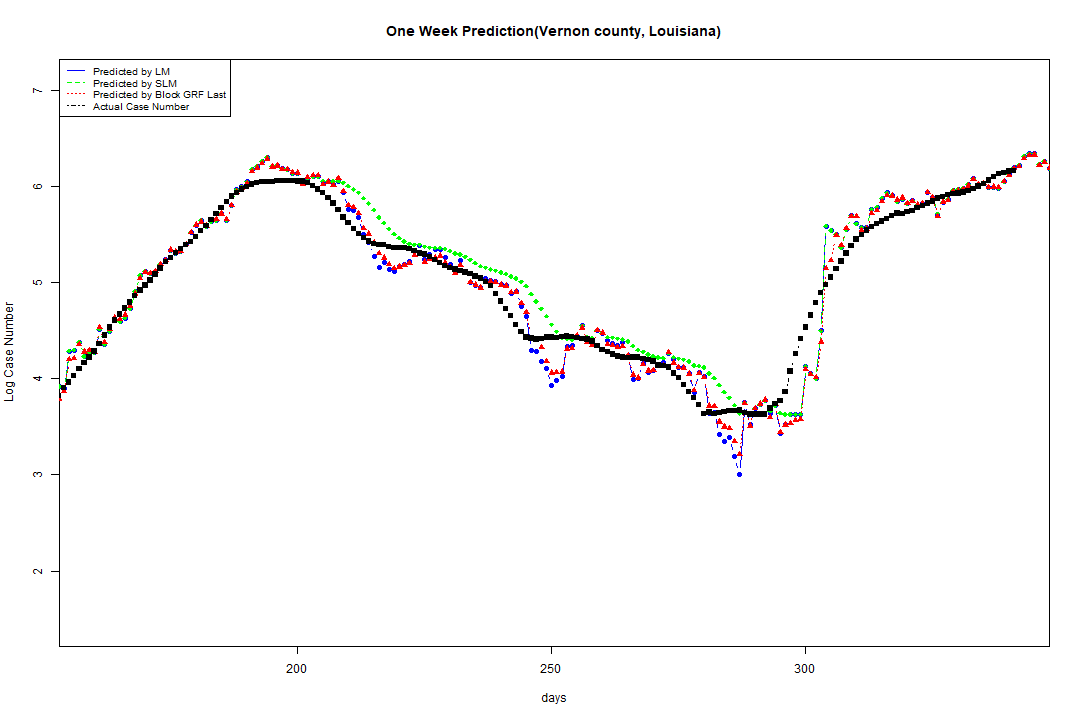 One Week Prediction(Vernon county, Louisiana)
Predicted by LM
Predicted by SLM
Predicted by Block GRF Last
Actual Case Number
7
6
5
4
3
2
Log Case Number
200 250 300
days